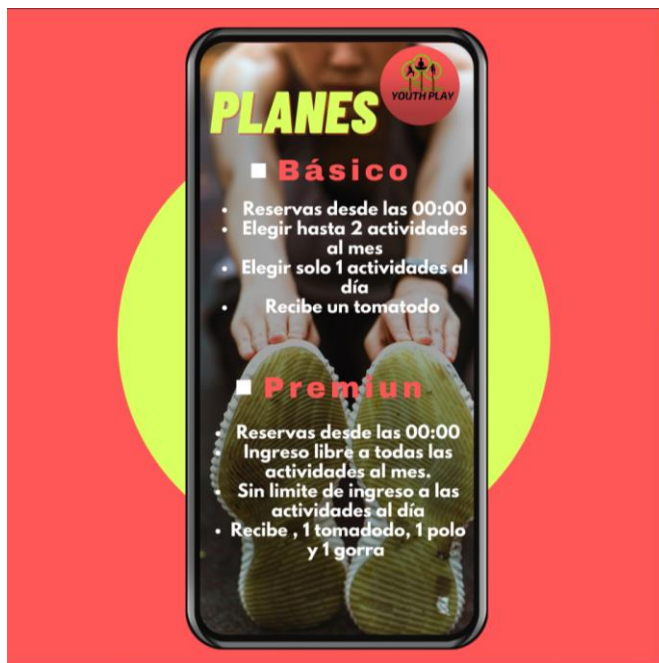 YOUTH PLAY
PLANES
Básico
• Reservas desde las 00:00
• Elegir hasta 2 actividades
al mes
• Elegir solo 1 actividades al
día
• Recibe un tomatodo
Premiun
• Reservas desde las 00:00
• Ingreso libre a todas las
actividades al mes.
• Sin limite de ingreso a las
actividades al día
• Recibe , 1 tomadodo, 1 polo
y 1 gorra